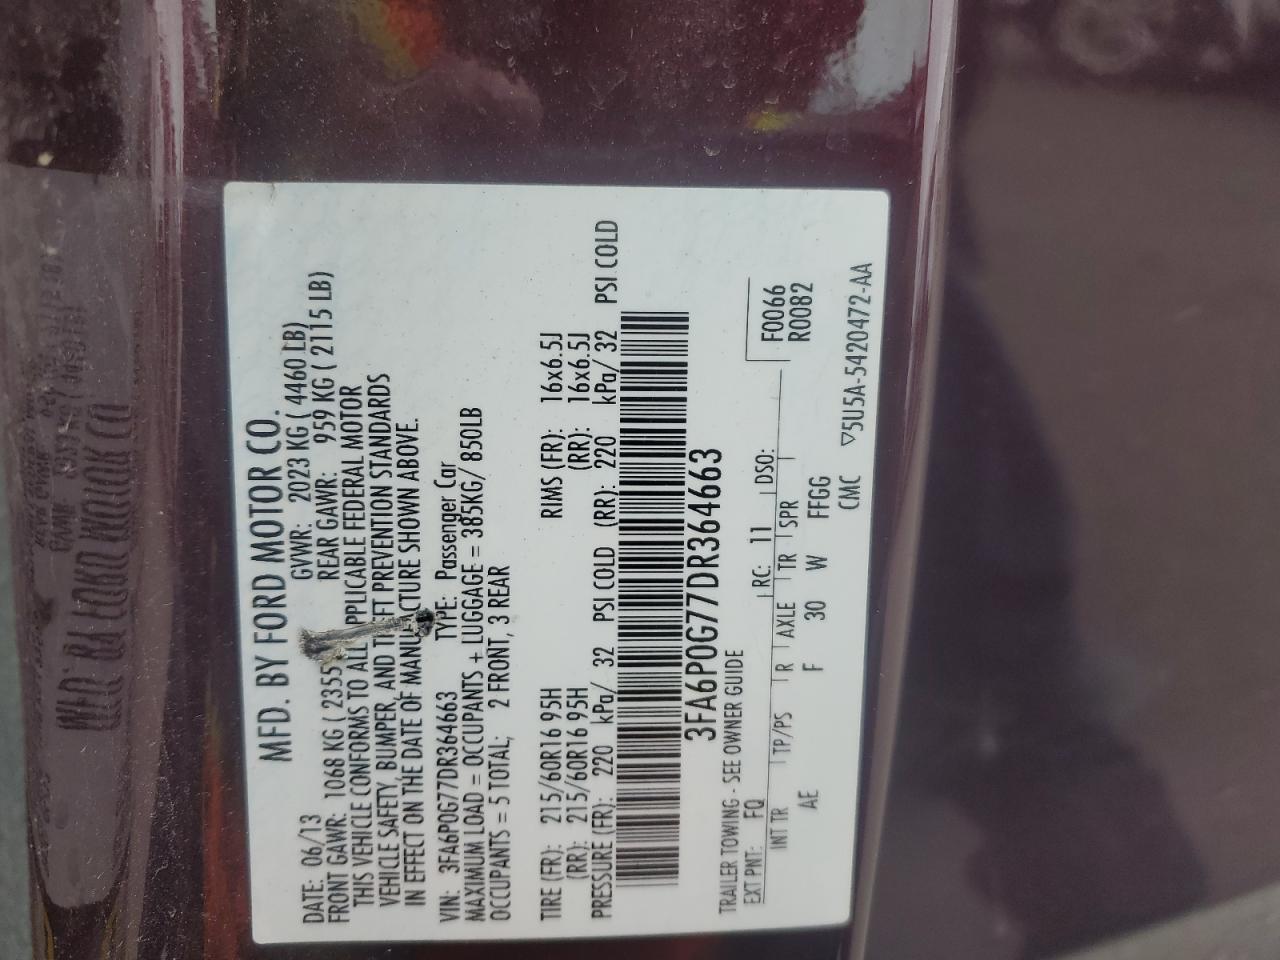 MFD. BY FORD MOTOR CO.
DATE: 06/13 GVWR: 2023 KG ( 4460 LB)
FRONT GAWR: 1068 KG ( 2355 REAR GAWR: 959 KG ( 2115 LB)
THIS VEHICLE CONFORMS TO ALL APPLICABLE FEDERAL MOTOR
VEHICLE SAFETY, BUMPER, AND THEFT PREVENTION STANDARDS
IN EFFECT ON THE DATE OF MANUFACTURE SHOWN ABOVE.
VIN: 3FA6P0G77DR364663 TYPE: Passenger Car
MAXIMUM LOAD = OCCUPANTS + LUGGAGE = 385KG/ 850LB
OCCUPANTS = 5 TOTAL; 2 FRONT, 3 REAR
TIRE (FR): 215/60R16 95H RIMS (FR): 16x6.5J
(RR): 215/60R16 95H (RR): 16x6.5J
PRESSURE (FR): 220 kPa/ 32 PSI COLD (RR): 220 kPa/ 32 PSI COLD
3FA6P0G77DR364663
TRAILER TOWING - SEE OWNER GUIDE
EXT PNT: FQ RC: 11 DSO: F0066
INT TR TP/PS R AXLE TR SPR R0082
AE F 30 W FFGG
CMC ▽5U5A-5420472-AA